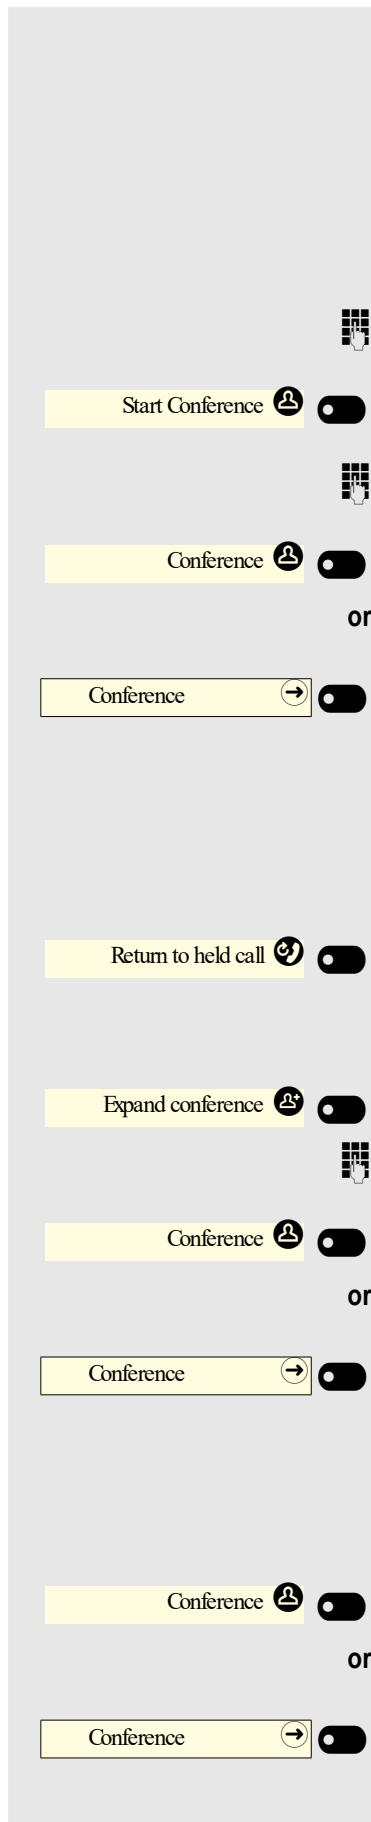 Start Conference
Conference
or
Conference
Return to held call
Expand conference
Conference
or
Conference
Conference
or
Conference